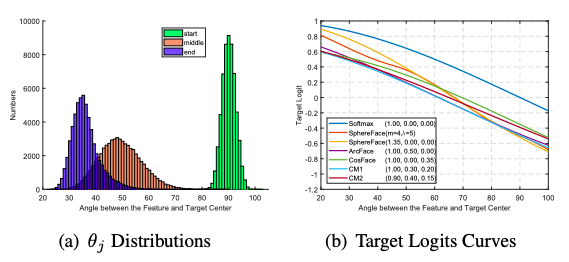 10000
8000
6000
4000
2000
0
Numbers
start
middle
end
20 30 40 50 60 70 80 90 100
Angle between the Feature and Target Center
(a) θj Distributions
1
0.8
0.6
0.4
0.2
0
-0.2
-0.4
-0.6
-0.8
-1
-1.2
Target Logit
Softmax (1.00, 0.00, 0.00)
SphereFace(m=4,λ=5)
SphereFace(1.35, 0.00, 0.00)
ArcFace (1.00, 0.50, 0.00)
CosFace (1.00, 0.00, 0.35)
CM1 (1.00, 0.30, 0.20)
CM2 (0.90, 0.40, 0.15)
20 30 40 50 60 70 80 90 100
Angle between the Feature and Target Center
(b) Target Logits Curves